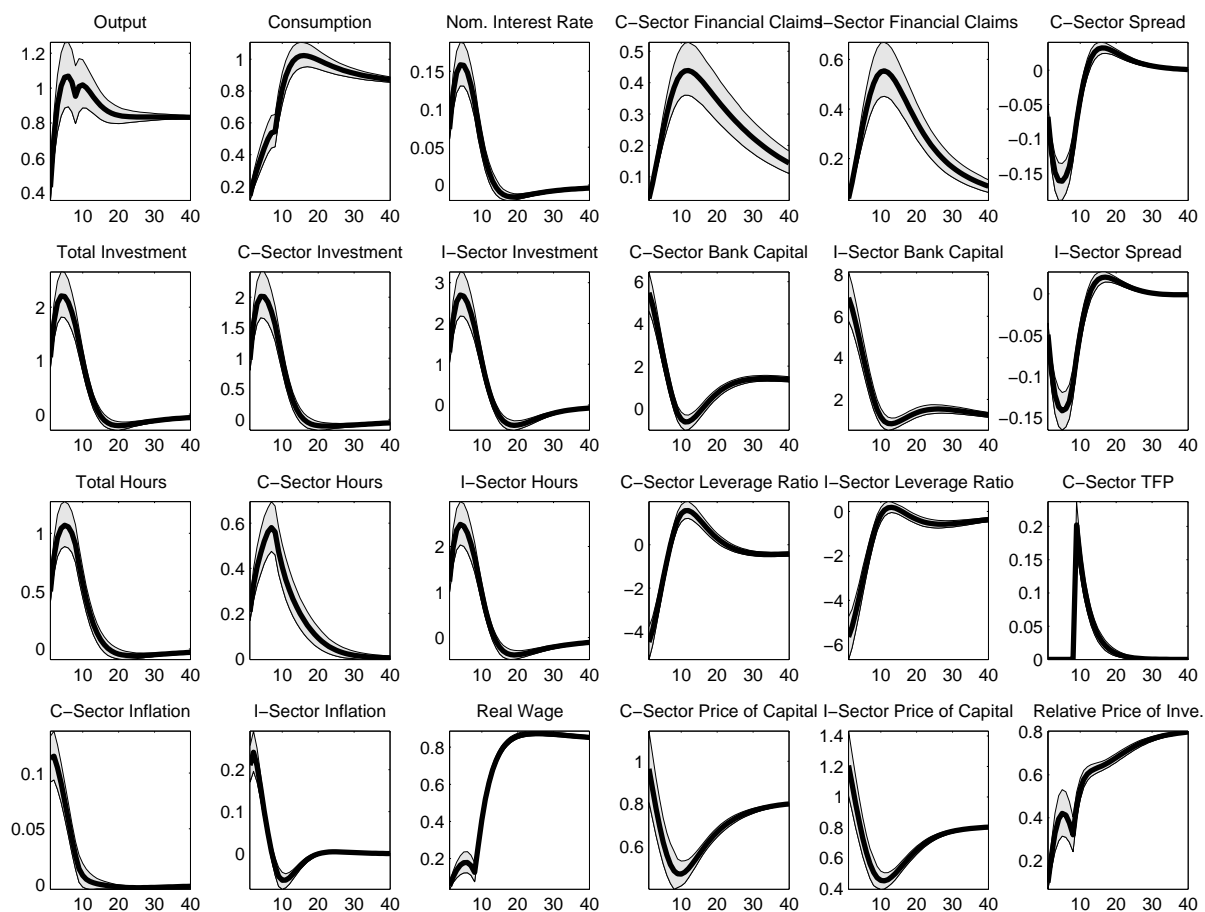 Output
1.2
1
0.8
0.6
0.4
10 20 30 40
Consumption
1
0.8
0.6
0.4
0.2
10 20 30 40
Nom. Interest Rate
0.15
0.1
0.05
0
10 20 30 40
C−Sector Financial Claims
0.5
0.4
0.3
0.2
0.1
10 20 30 40
I−Sector Financial Claims
0.6
0.4
0.2
10 20 30 40
C−Sector Spread
0
−0.05
−0.1
−0.15
10 20 30 40
Total Investment
2
1
0
10 20 30 40
C−Sector Investment
2
1.5
1
0.5
0
10 20 30 40
I−Sector Investment
3
2
1
0
10 20 30 40
C−Sector Bank Capital
6
4
2
0
10 20 30 40
I−Sector Bank Capital
8
6
4
2
10 20 30 40
I−Sector Spread
0
−0.05
−0.1
−0.15
10 20 30 40
Total Hours
1
0.5
0
10 20 30 40
C−Sector Hours
0.6
0.4
0.2
0
10 20 30 40
I−Sector Hours
2
1
0
10 20 30 40
C−Sector Leverage Ratio
0
−2
−4
10 20 30 40
I−Sector Leverage Ratio
0
−2
−4
−6
10 20 30 40
C−Sector TFP
0.2
0.15
0.1
0.05
0
10 20 30 40
C−Sector Inflation
0.1
0.05
0
10 20 30 40
I−Sector Inflation
0.2
0.1
0
10 20 30 40
Real Wage
0.8
0.6
0.4
0.2
10 20 30 40
C−Sector Price of Capital
1
0.8
0.6
10 20 30 40
I−Sector Price of Capital
1.4
1.2
1
0.8
0.6
0.4
10 20 30 40
Relative Price of Inve.
0.8
0.6
0.4
0.2
10 20 30 40